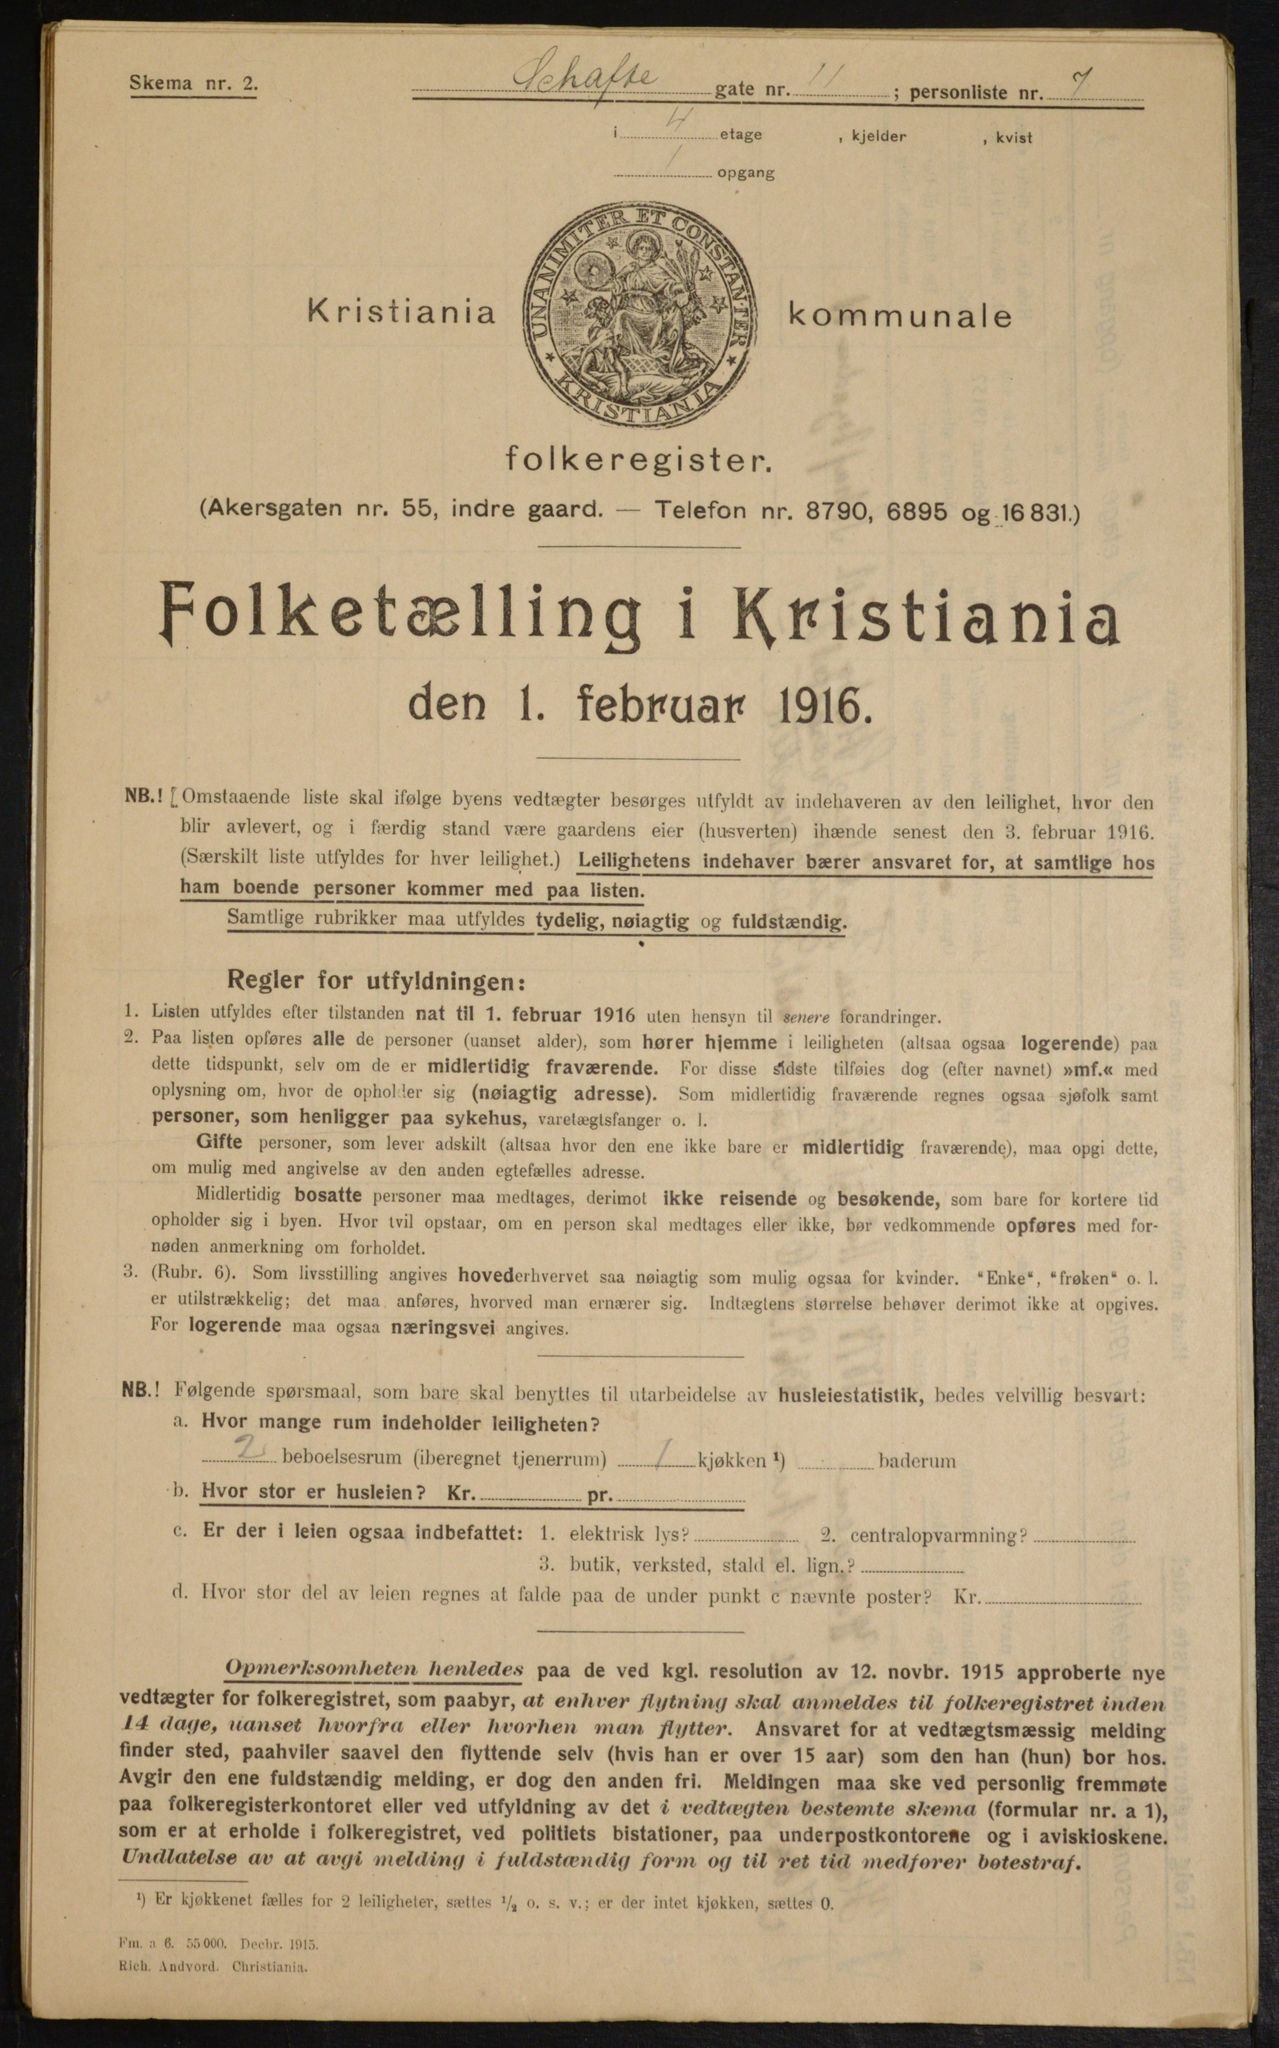 Skema nr. 2.
Schafte gate nr. 11 ; personliste nr. 7
i 4 etage , kjelder , kvist
1 opgang
UNANIMITER ET CONSTANTER
KRISTIANIA
Kristiania kommunale
folkeregister.
(Akersgaten nr. 55, indre gaard. — Telefon nr. 8790, 6895 og 16831.)
Folketælling i Kristiania
den 1. februar 1916.
NB.! Omstaaende liste skal ifølge byens vedtægter besørges utfyldt av indehaveren av den leilighet, hvor den
blir avlevert, og i færdig stand være gaardens eier (husverten) ihænde senest den 3. februar 1916.
(Særskilt liste utfyldes for hver leilighet.) Leilighetens indehaver bærer ansvaret for, at samtlige hos
ham boende personer kommer med paa listen.
Samtlige rubrikker maa utfyldes tydelig, nøiagtig og fuldstændig.
Regler for utfyldningen:
1. Listen utfyldes efter tilstanden nat til 1. februar 1916 uten hensyn til senere forandringer.
2. Paa listen opføres alle de personer (uanset alder), som hører hjemme i leiligheten (altsaa ogsaa logerende) paa
dette tidspunkt, selv om de er midlertidig fraværende. For disse sidste tilføies dog (efter navnet) »mf.« med
oplysning om, hvor de opholder sig (nøiagtig adresse). Som midlertidig fraværende regnes ogsaa sjøfolk samt
personer, som henligger paa sykehus, varetægtsfanger o. l.
Gifte personer, som lever adskilt (altsaa hvor den ene ikke bare er midlertidig fraværende), maa opgi dette,
om mulig med angivelse av den anden egtefælles adresse.
Midlertidig bosatte personer maa medtages, derimot ikke reisende og besøkende, som bare for kortere tid
opholder sig i byen. Hvor tvil opstaar, om en person skal medtages eller ikke, bør vedkommende opføres med for-
nøden anmerkning om forholdet.
3. (Rubr. 6). Som livsstilling angives hovederhvervet saa nøiagtig som mulig ogsaa for kvinder. "Enke", "frøken" o. l.
er utilstrækkelig; det maa anføres, hvorved man ernærer sig. Indtægtens størrelse behøver derimot ikke at opgives.
For logerende maa ogsaa næringsvei angives.
NB.! Følgende spørsmaal, som bare skal benyttes til utarbeidelse av husleiestatistik, bedes velvillig besvart:
a. Hvor mange rum indeholder leiligheten?
2 beboelsesrum (iberegnet tjenerrum) 1 kjøkken ¹) baderum
b. Hvor stor er husleien? Kr. pr.
c. Er der i leien ogsaa indbefattet: 1. elektrisk lys? 2. centralopvarmning?
3. butik, verksted, stald el. lign.?
d. Hvor stor del av leien regnes at falde paa de under punkt c nævnte poster? Kr.
Opmerksomheten henledes paa de ved kgl. resolution av 12. novbr. 1915 approberte nye
vedtægter for folkeregistret, som paabyr, at enhver flytning skal anmeldes til folkeregistret inden
14 dage, uanset hvorfra eller hvorhen man flytter. Ansvaret for at vedtægtsmæssig melding
finder sted, paahviler saavel den flyttende selv (hvis han er over 15 aar) som den han (hun) bor hos.
Avgir den ene fuldstændig melding, er dog den anden fri. Meldingen maa ske ved personlig fremmøte
paa folkeregisterkontoret eller ved utfyldning av det i vedtægten bestemte skema (formular nr. a 1),
som er at erholde i folkeregistret, ved politiets bistationer, paa underpostkontorene og i aviskioskene.
Undlatelse av at avgi melding i fuldstændig form og til ret tid medfører bøtestraf.
¹) Er kjøkkenet fælles for 2 leiligheter, sættes ½ o. s. v.; er der intet kjøkken, sættes 0.
Fm. a 6. 55 000. Decbr. 1915.
Rich. Andvord. Christiania.